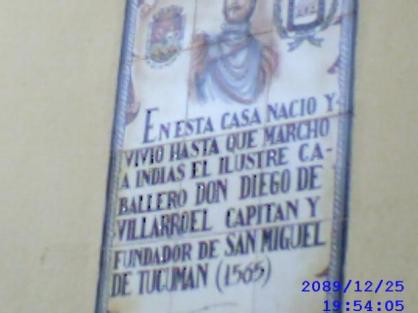 EN ESTA CASA NACIO Y
VIVIO HASTA QUE MARCHO
A INDIAS EL ILUSTRE CA-
BALLERO DON DIEGO DE
VILLARROEL CAPITAN Y
FUNDADOR DE SAN MIGUEL
DE TUCUMAN (1565)
2089/12/25
19:54:05